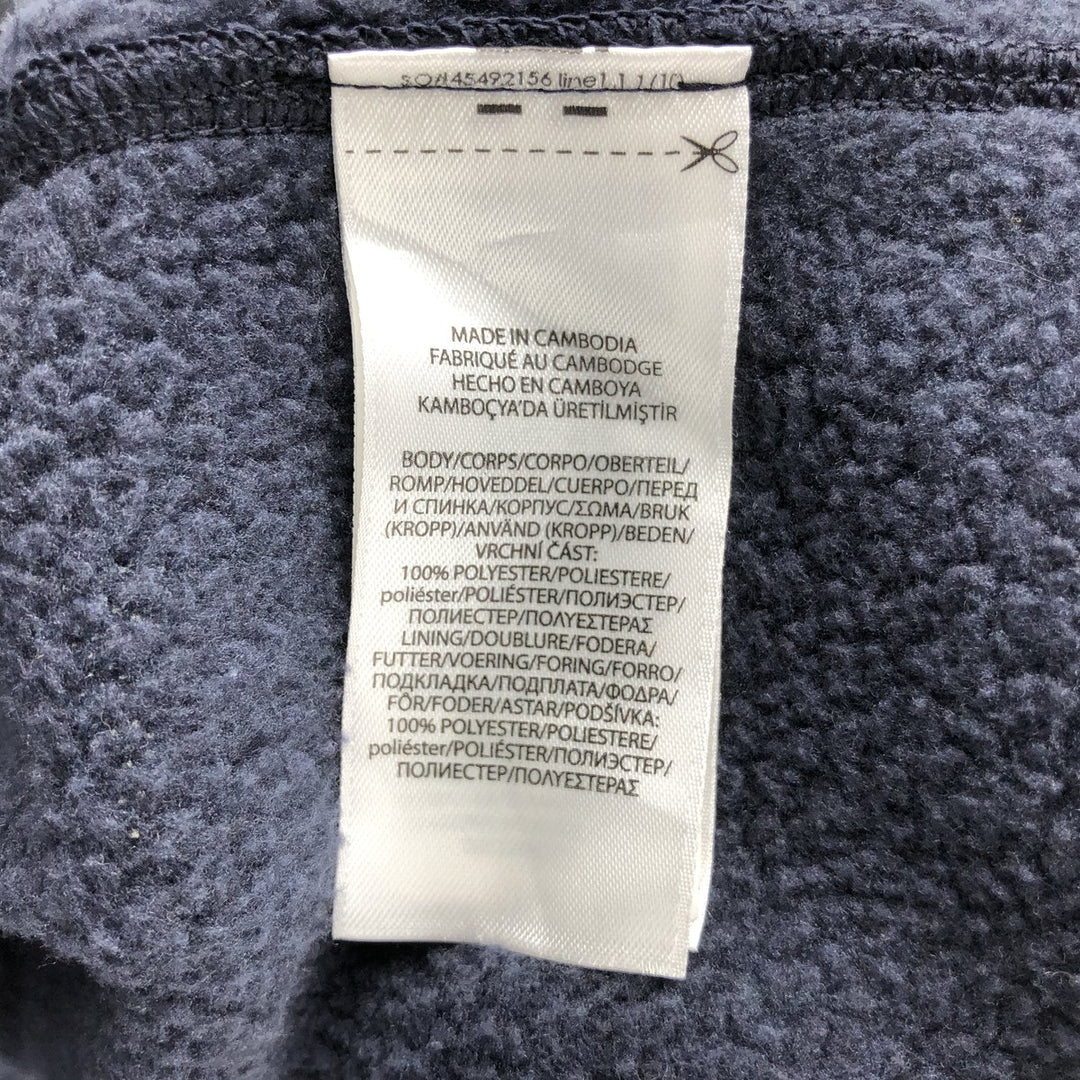 S.O#45492156 line1 1 1/10
MADE IN CAMBODIA
FABRIQUÉ AU CAMBODGE
HECHO EN CAMBOYA
KAMBOÇYA'DA ÜRETİLMİŞTİR
BODY/CORPS/CORPO/OBERTEIL/
ROMP/HOVEDDEL/CUERPO/ПЕРЕД
И СПИНКА/КОРПУС/ΣΩΜΑ/BRUK
(KROPP)/ANVÄND (KROPP)/BEDEN/
VRCHNÍ ČÁST:
100% POLYESTER/POLIESTERE/
poliéster/POLIÉSTER/ПОЛИЭСТЕР/
ПОЛИЕСТЕР/ΠΟΛΥΕΣΤΕΡΑΣ
LINING/DOUBLURE/FODERA/
FUTTER/VOERING/FORING/FORRO/
ПОДКЛАДКА/ПОДПЛАТА/ΦΟΔΡΑ/
FÔR/FODER/ASTAR/PODŠÍVKA:
100% POLYESTER/POLIESTERE/
poliéster/POLIÉSTER/ПОЛИЭСТЕР/
ПОЛИЕСТЕР/ΠΟΛΥΕΣΤΕΡΑΣ